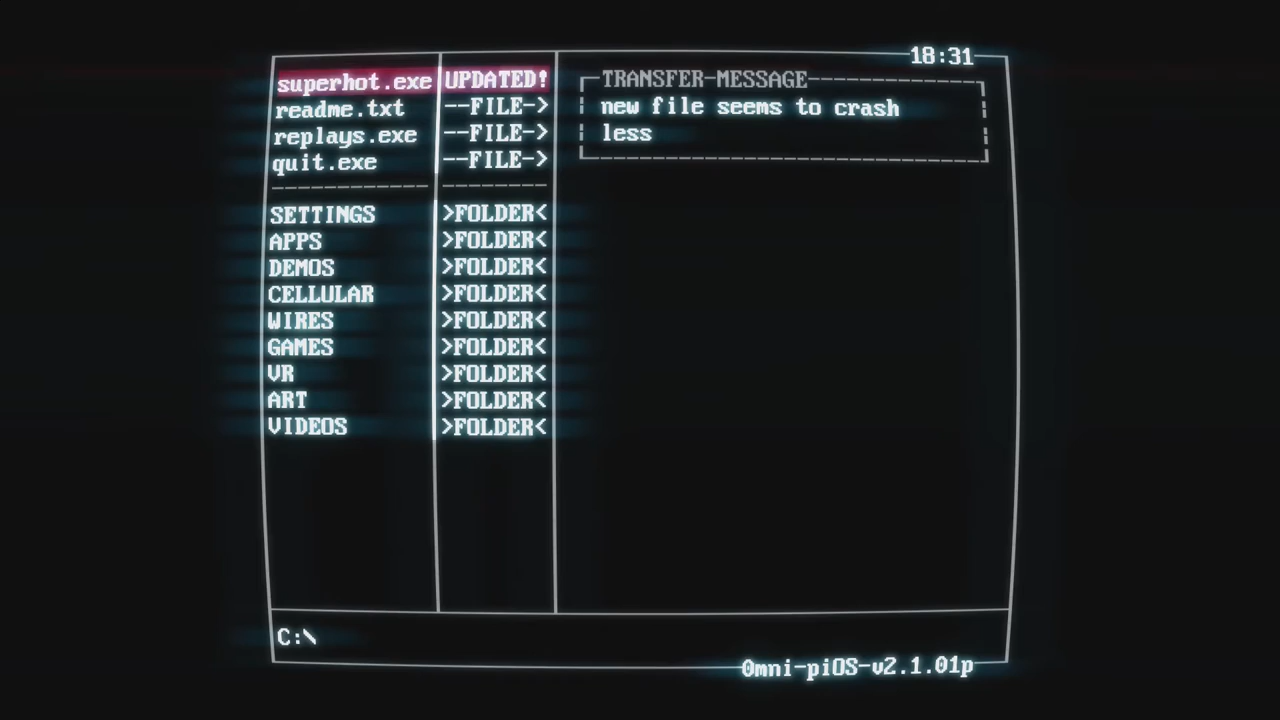 18:31
superhot.exe UPDATED!
readme.txt --FILE->
replays.exe --FILE->
quit.exe --FILE->
SETTINGS >FOLDER<
APPS >FOLDER<
DEMOS >FOLDER<
CELLULAR >FOLDER<
WIRES >FOLDER<
GAMES >FOLDER<
VR >FOLDER<
ART >FOLDER<
VIDEOS >FOLDER<
TRANSFER-MESSAGE
new file seems to crash
less
C:\
0mni-piOS-v2.1.01p